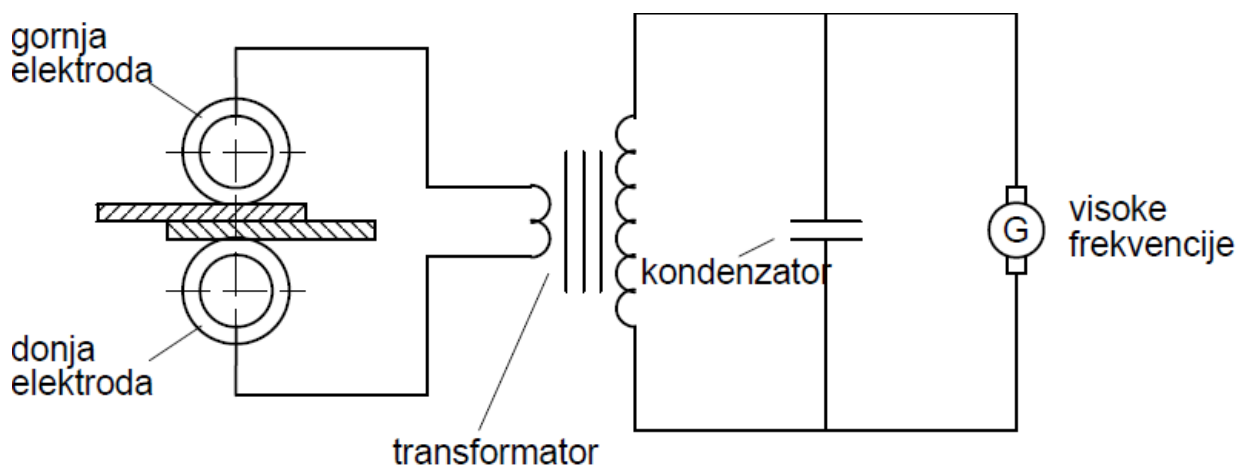 gornja
elektroda
donja
elektroda
transformator
kondenzator
G
visoke
frekvencije